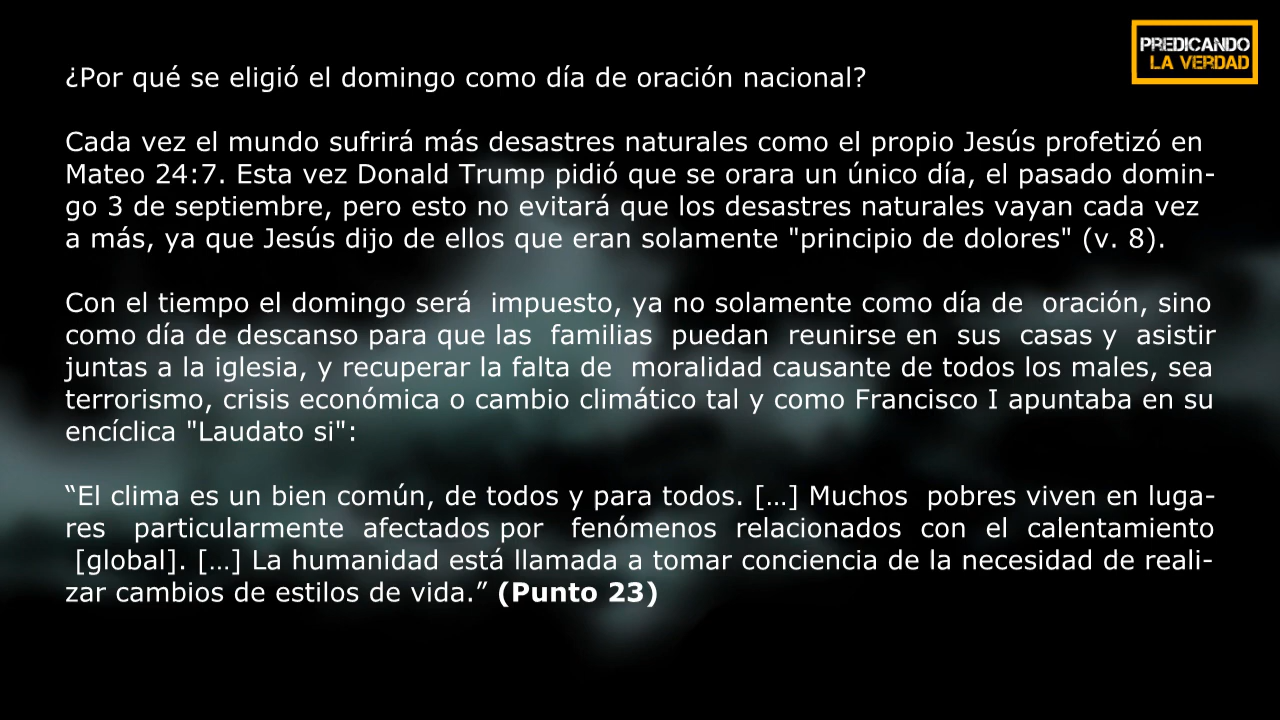 PREDICANDO
LA VERDAD
¿Por qué se eligió el domingo como día de oración nacional?
Cada vez el mundo sufrirá más desastres naturales como el propio Jesús profetizó en
Mateo 24:7. Esta vez Donald Trump pidió que se orara un único día, el pasado domin-
go 3 de septiembre, pero esto no evitará que los desastres naturales vayan cada vez
a más, ya que Jesús dijo de ellos que eran solamente "principio de dolores" (v. 8).
Con el tiempo el domingo será impuesto, ya no solamente como día de oración, sino
como día de descanso para que las familias puedan reunirse en sus casas y asistir
juntas a la iglesia, y recuperar la falta de moralidad causante de todos los males, sea
terrorismo, crisis económica o cambio climático tal y como Francisco I apuntaba en su
encíclica "Laudato si":
“El clima es un bien común, de todos y para todos. […] Muchos pobres viven en luga-
res particularmente afectados por fenómenos relacionados con el calentamiento
[global]. […] La humanidad está llamada a tomar conciencia de la necesidad de reali-
zar cambios de estilos de vida.” (Punto 23)